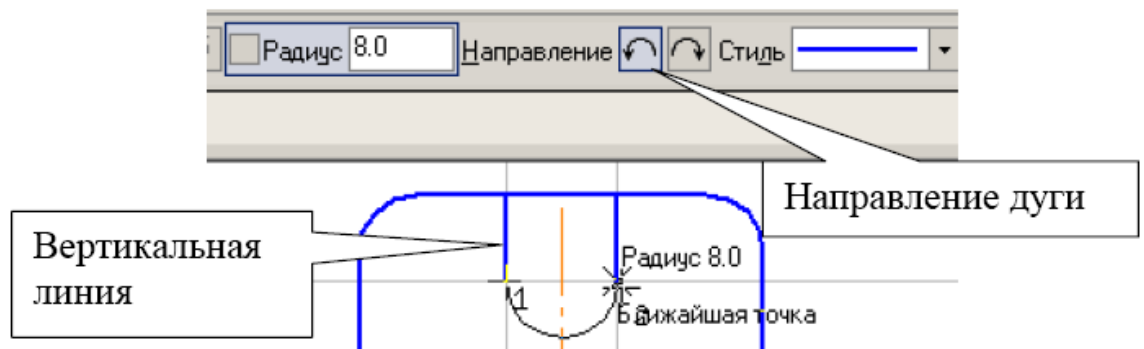 Радиус 8.0 Направление Стиль
Направление дуги
Вертикальная
линия
Радиус 8.0
1
Ближайшая точка